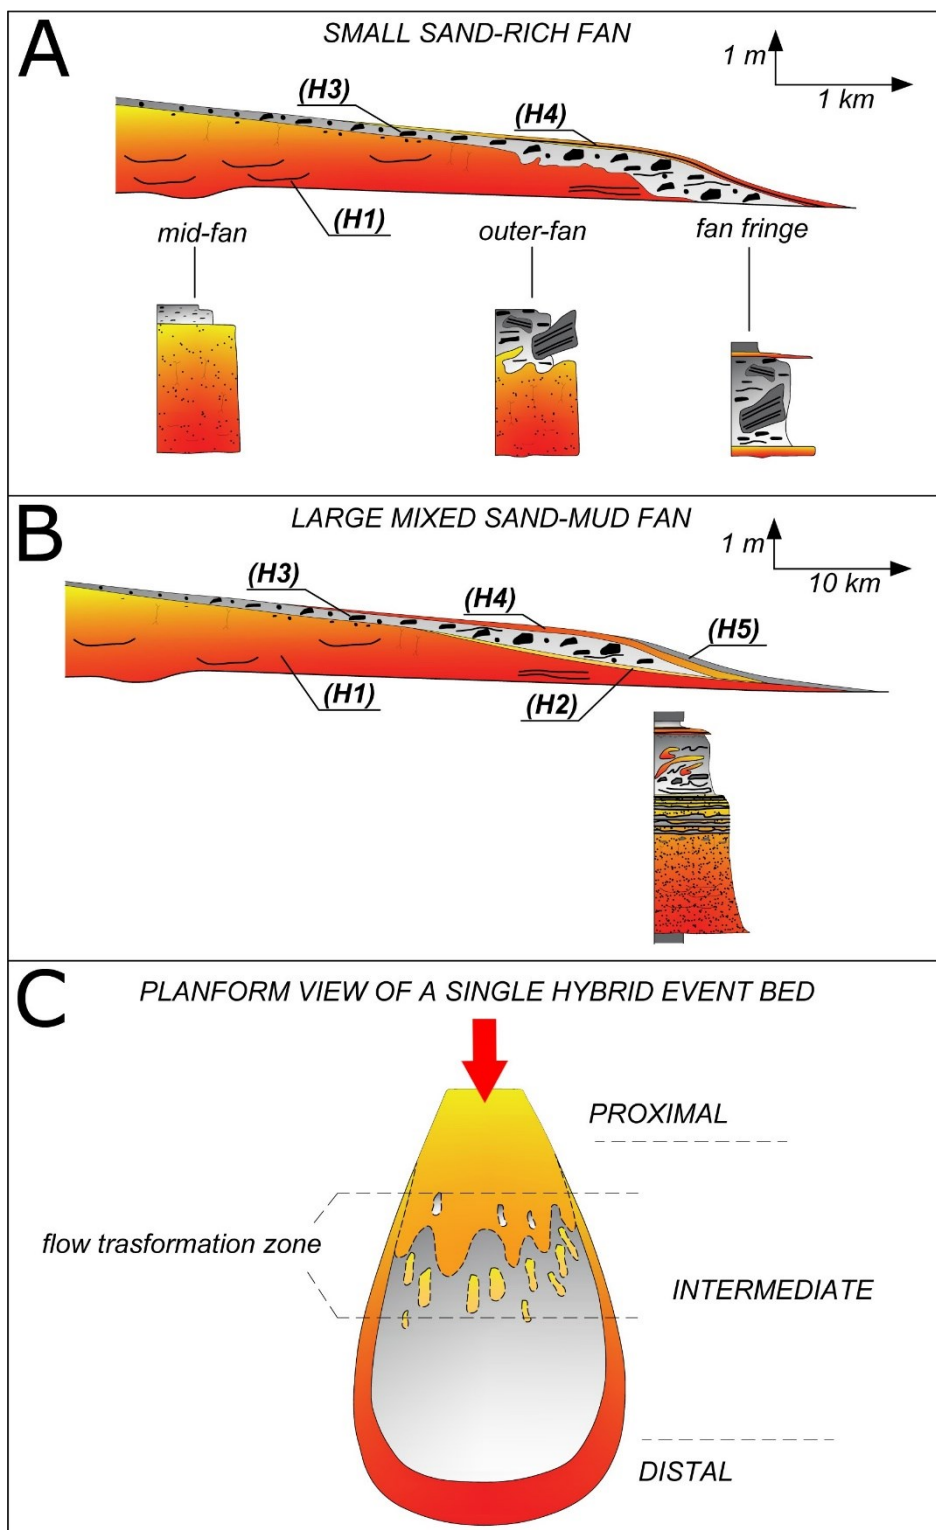 A
SMALL SAND-RICH FAN
1 m
1 km
(H3)
(H4)
(H1)
mid-fan
outer-fan
fan fringe
B
LARGE MIXED SAND-MUD FAN
1 m
10 km
(H3)
(H4)
(H5)
(H1)
(H2)
C
PLANFORM VIEW OF A SINGLE HYBRID EVENT BED
PROXIMAL
flow trasformation zone
INTERMEDIATE
DISTAL